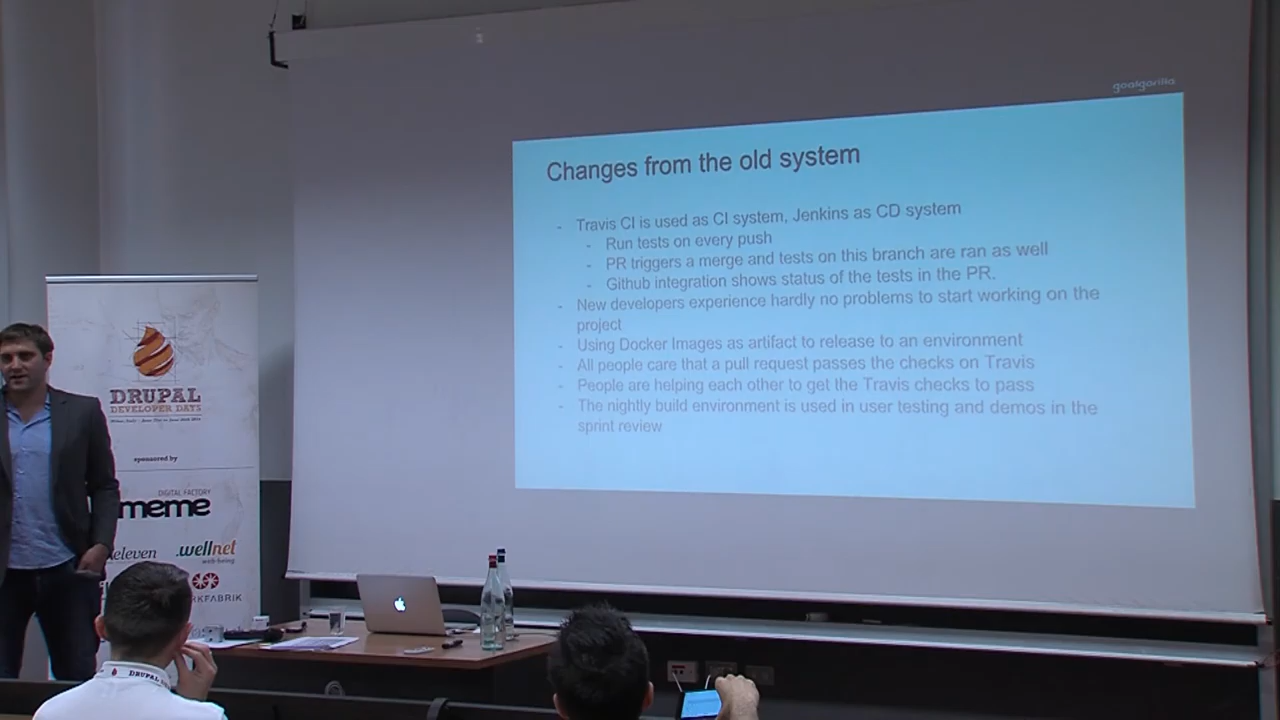 goalgorilla
Changes from the old system
- Travis CI is used as CI system, Jenkins as CD system
- Run tests on every push
- PR triggers a merge and tests on this branch are ran as well
- Github integration shows status of the tests in the PR.
- New developers experience hardly no problems to start working on the
project
- Using Docker Images as artifact to release to an environment
- All people care that a pull request passes the checks on Travis
- People are helping each other to get the Travis checks to pass
- The nightly build environment is used in user testing and demos in the
sprint review
DRUPAL
DEVELOPER DAYS
sponsored by
DIGITAL FACTORY
meme
eleven
.wellnet
web·being
RKFABRIK
DRUPAL